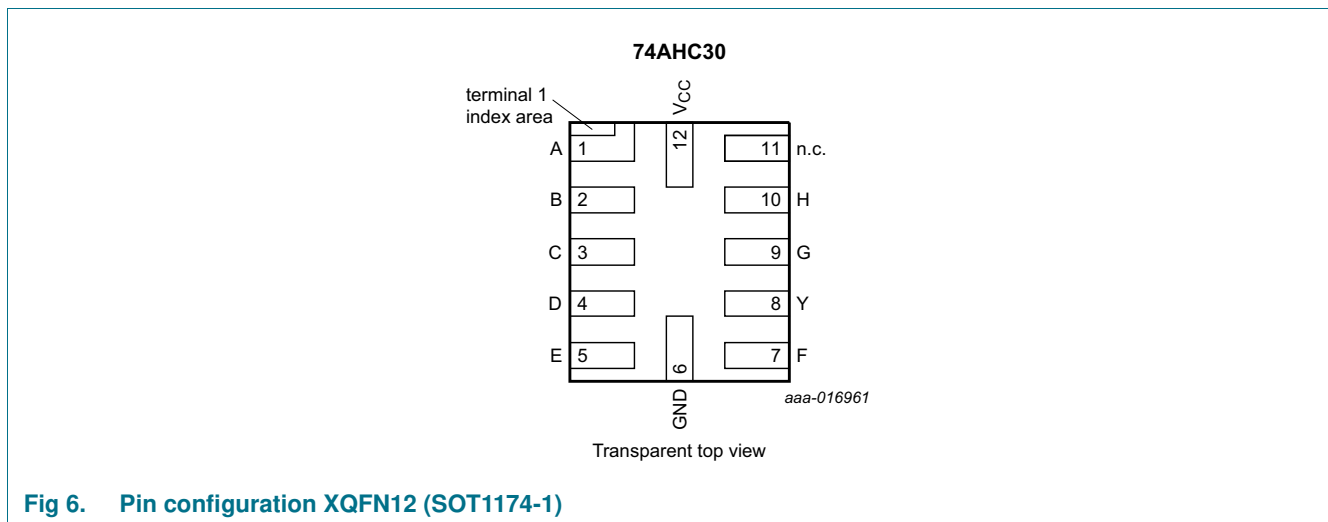 74AHC30
terminal 1
index area
VCC
A 1
12
11 n.c.
B 2
10 H
C 3
9 G
D 4
8 Y
E 5
6
7 F
GND
aaa-016961
Transparent top view
Fig 6. Pin configuration XQFN12 (SOT1174-1)